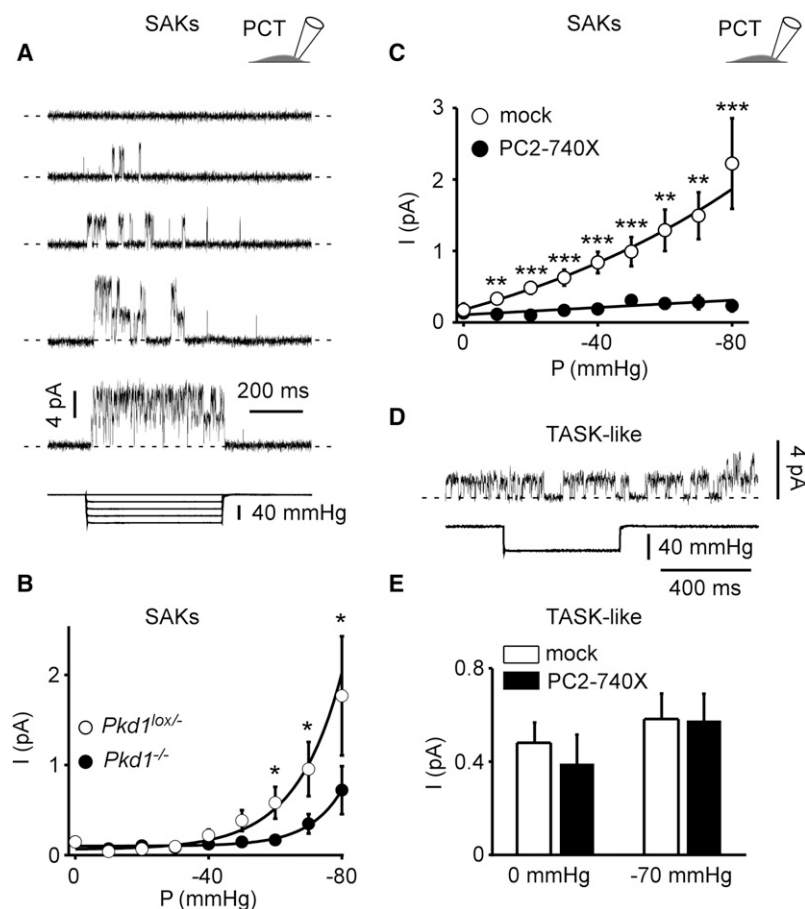 SAKs PCT
A
4 pA
200 ms
40 mmHg
B
SAKs
I (pA)
2
1
0
*
*
*
Pkd1lox/-
Pkd1-/-
0
-40
-80
P (mmHg)
C
SAKs PCT
I (pA)
3
2
1
0
mock
PC2-740X
**
***
***
***
***
**
**
***
0
-40
-80
P (mmHg)
D
TASK-like
4 pA
40 mmHg
400 ms
E
TASK-like
I (pA)
0.8
0.4
0
mock
PC2-740X
0 mmHg
-70 mmHg